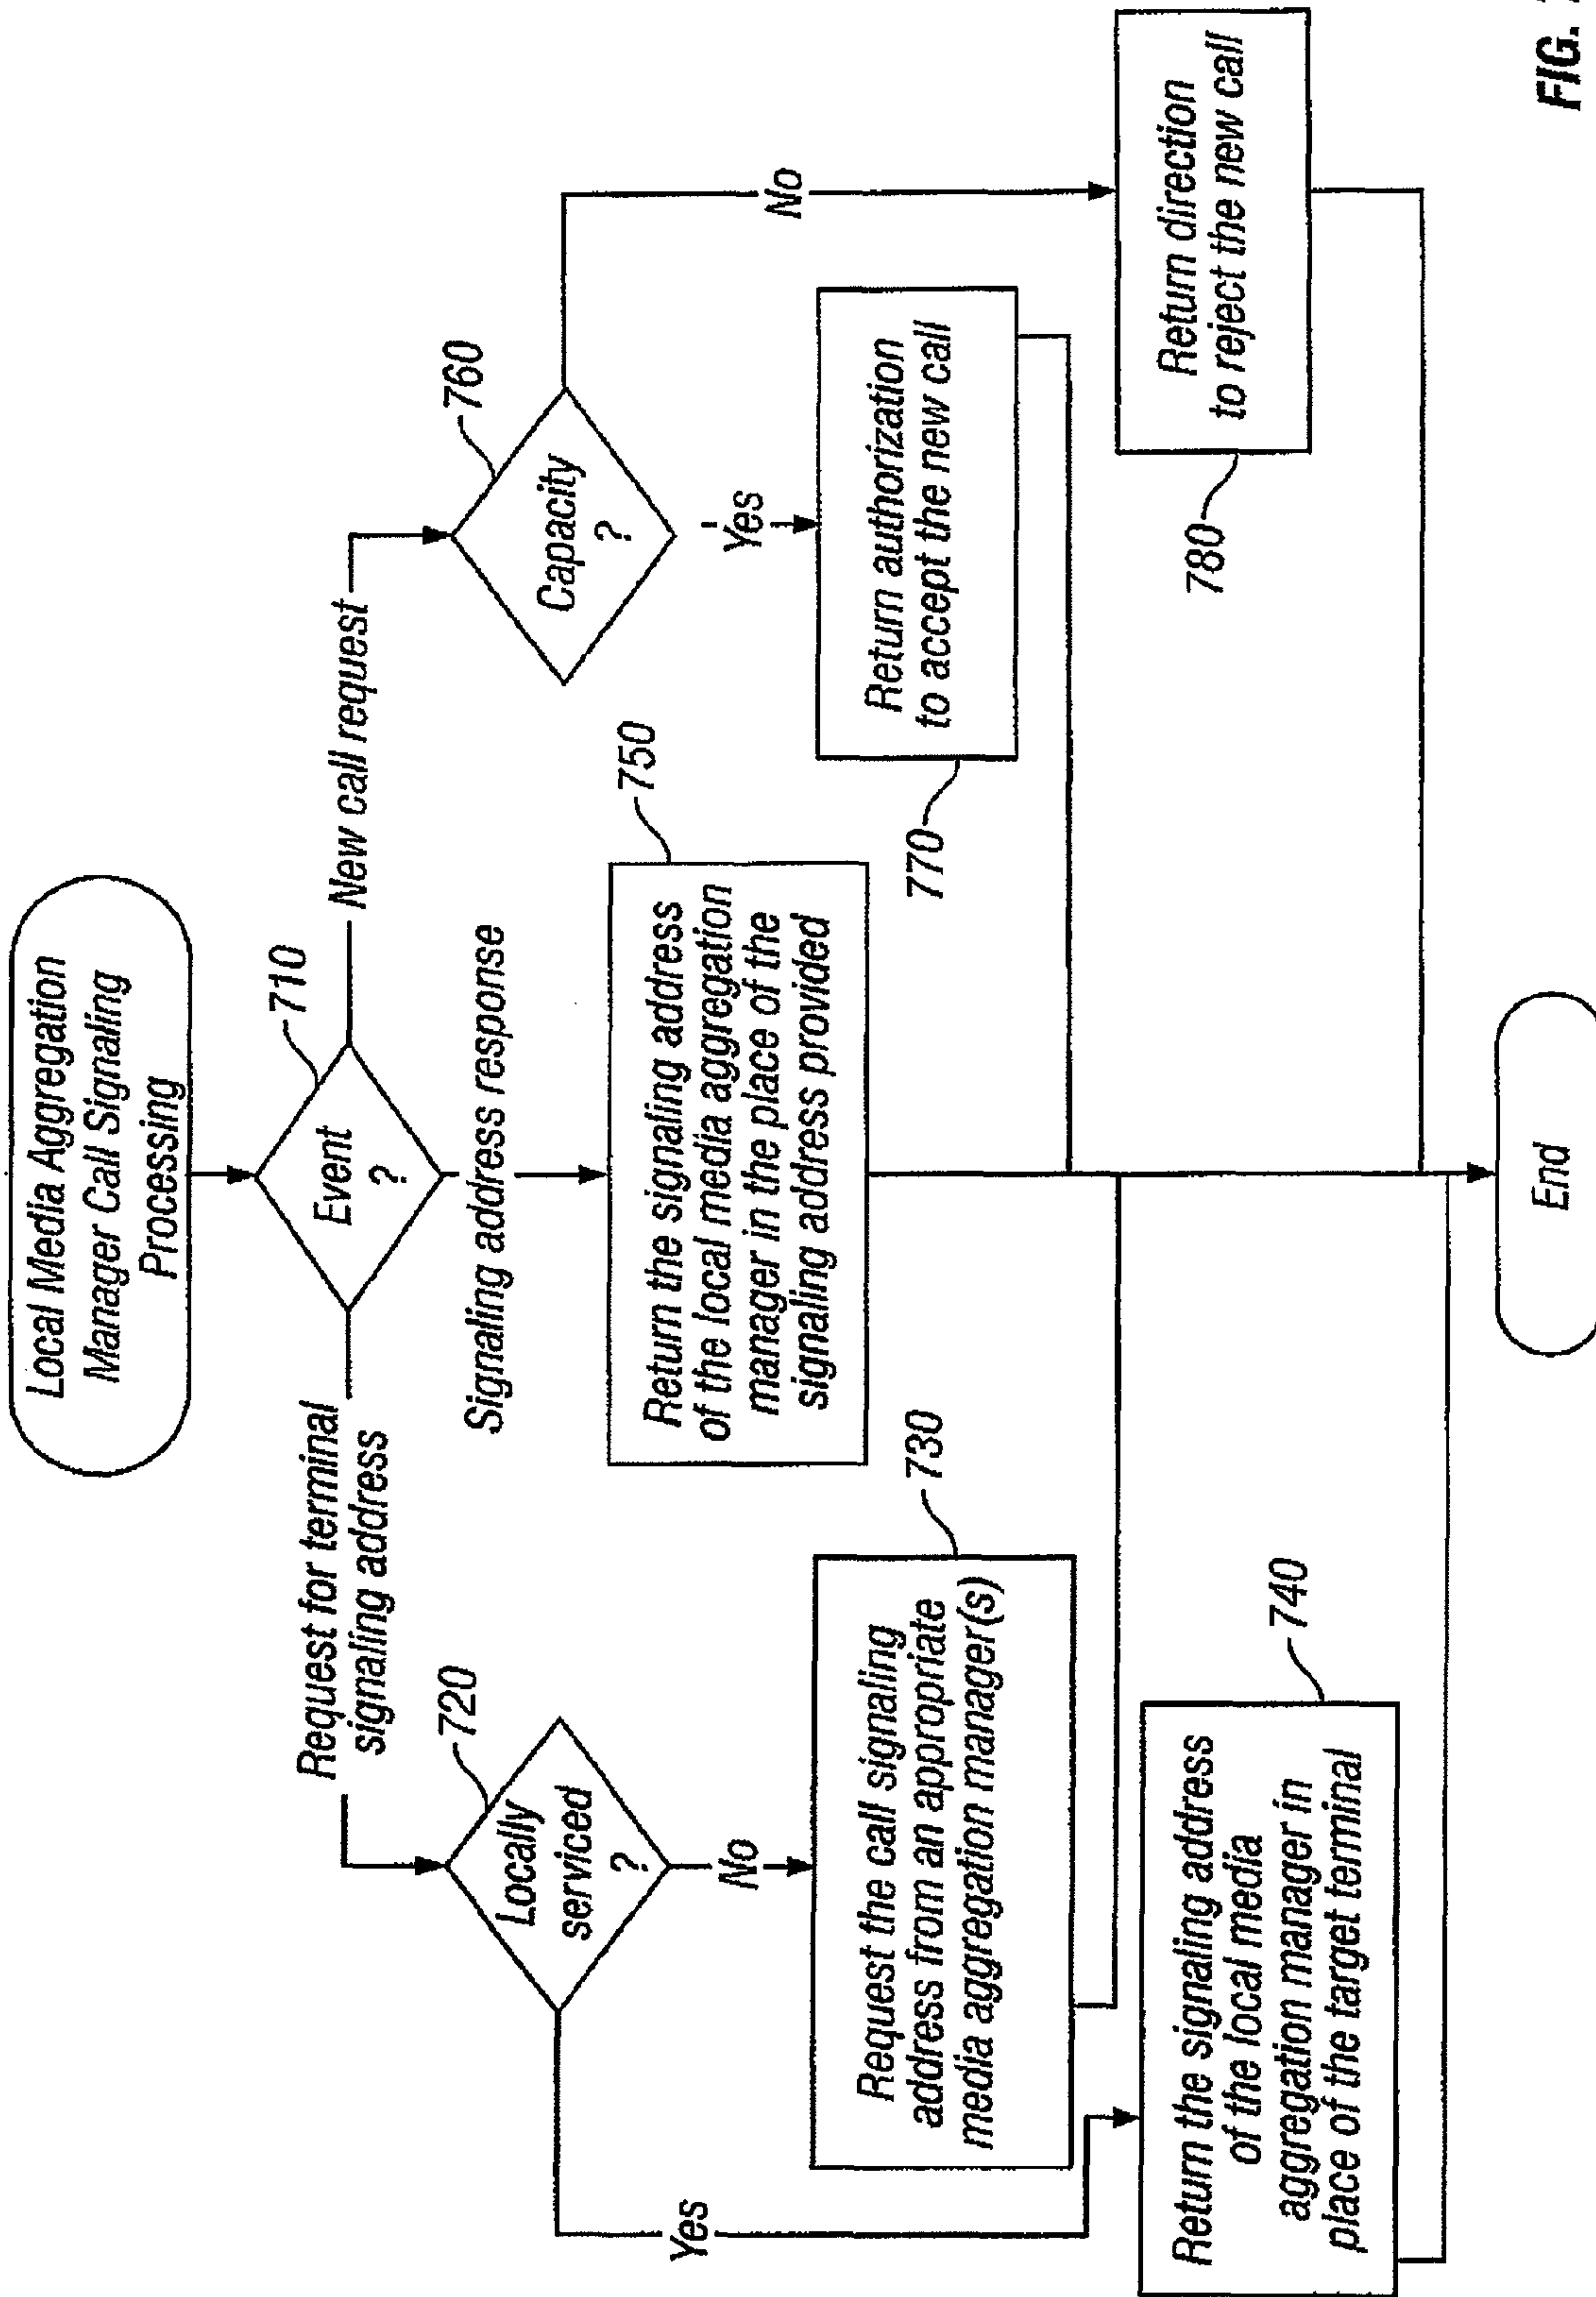 Local Media Aggregation
Manager Call Signaling
Processing
710
Event
?
Request for terminal
signaling address
New call request
Signaling address response
720
Locally
serviced
?
Yes
No
730
Request the call signaling
address from an appropriate
media aggregation manager(s)
740
Return the signaling address
of the local media
aggregation manager in
place of the target terminal
750
Return the signaling address
of the local media aggregation
manager in the place of the
signaling address provided
760
Capacity
?
Yes
No
770
Return authorization
to accept the new call
780
Return direction
to reject the new call
End
FIG.